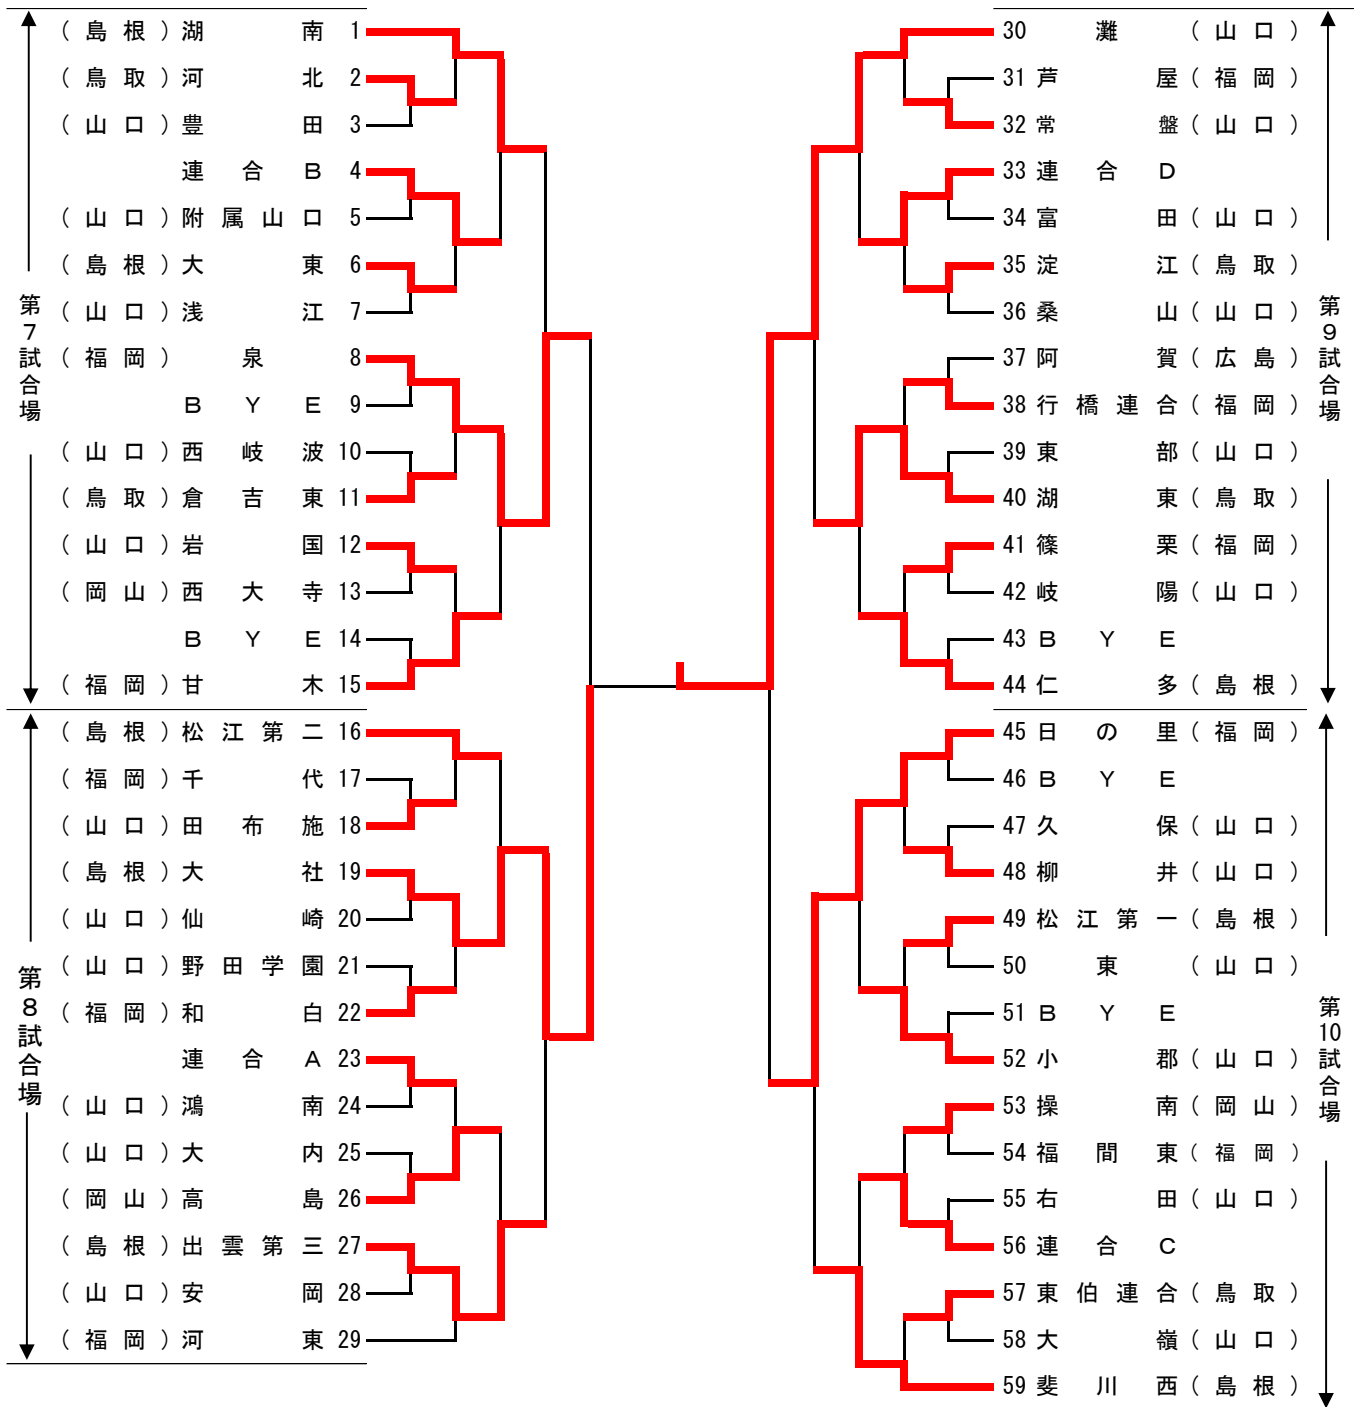 （島根）湖南 1
（鳥取）河北 2
（山口）豊田 3
連合Ｂ 4
（山口）附属山口 5
（島根）大東 6
（山口）浅江 7
（福岡）泉 8
ＢＹＥ 9
（山口）西岐波 10
（鳥取）倉吉東 11
（山口）岩国 12
（岡山）西大寺 13
ＢＹＥ 14
（福岡）甘木 15
第7試合場
（島根）松江第二 16
（福岡）千代 17
（山口）田布施 18
（島根）大社 19
（山口）仙崎 20
（山口）野田学園 21
（福岡）和白 22
連合Ａ 23
（山口）鴻南 24
（山口）大内 25
（岡山）高島 26
（島根）出雲第三 27
（山口）安岡 28
（福岡）河東 29
第8試合場
30 灘（山口）
31 芦屋（福岡）
32 常盤（山口）
33 連合Ｄ
34 富田（山口）
35 淀江（鳥取）
36 桑山（山口）
37 阿賀（広島）
38 行橋連合（福岡）
39 東部（山口）
40 湖東（鳥取）
41 篠栗（福岡）
42 岐陽（山口）
43 ＢＹＥ
44 仁多（島根）
第9試合場
45 日の里（福岡）
46 ＢＹＥ
47 久保（山口）
48 柳井（山口）
49 松江第一（島根）
50 東（山口）
51 ＢＹＥ
52 小郡（山口）
53 操南（岡山）
54 福間東（福岡）
55 右田（山口）
56 連合Ｃ
57 東伯連合（鳥取）
58 大嶺（山口）
59 斐川西（島根）
第10試合場